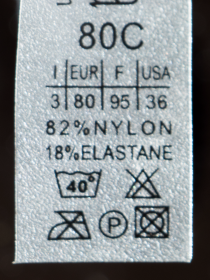 80C
I EUR F USA
3 80 95 36
82%NYLON
18%ELASTANE
40°
P